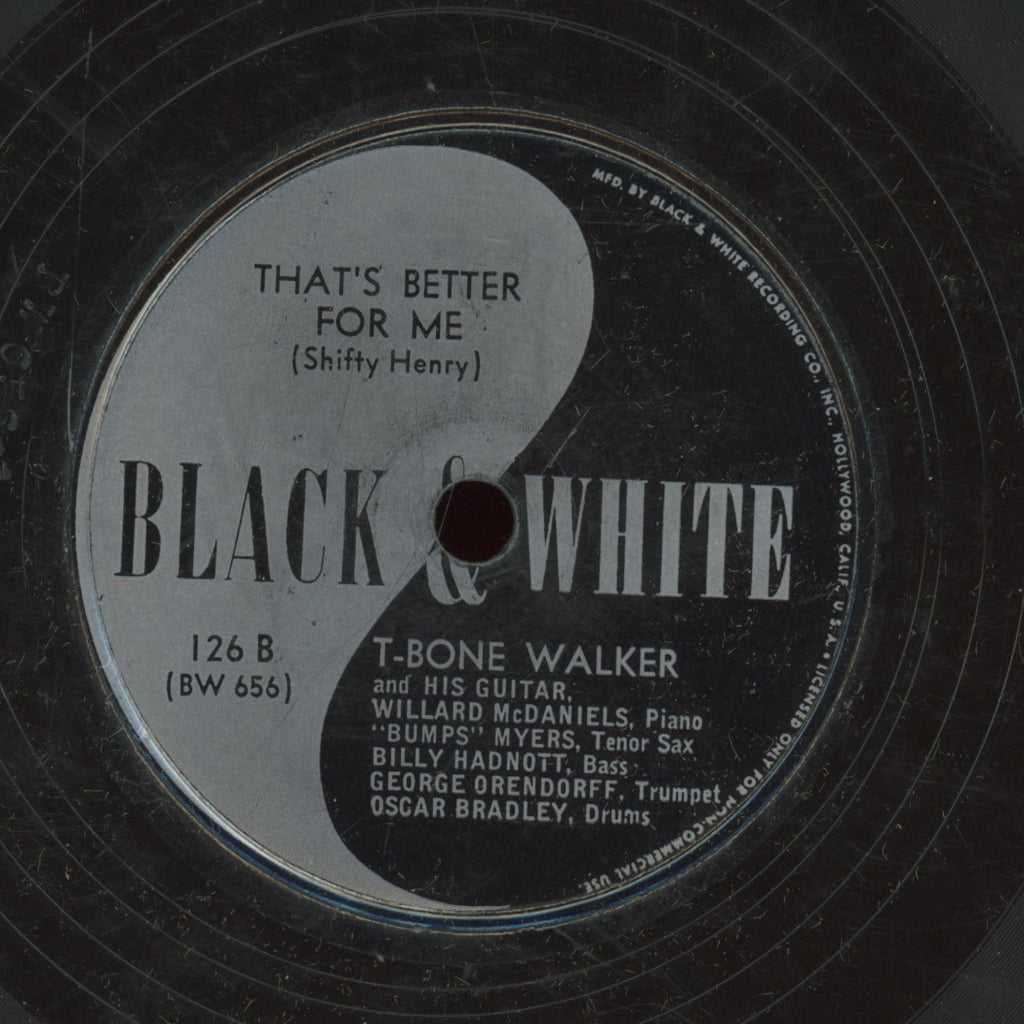 THAT'S BETTER
FOR ME
(Shifty Henry)
BLACK & WHITE
126 B
(BW 656)
T-BONE WALKER
and HIS GUITAR,
WILLARD McDANIELS, Piano
"BUMPS" MYERS, Tenor Sax
BILLY HADNOTT, Bass
GEORGE ORENDORFF, Trumpet
OSCAR BRADLEY, Drums
MFD. BY BLACK & WHITE RECORDING CO., INC., HOLLYWOOD, CALIF. U.S.A. • LICENSED ONLY FOR NON-COMMERCIAL USE.